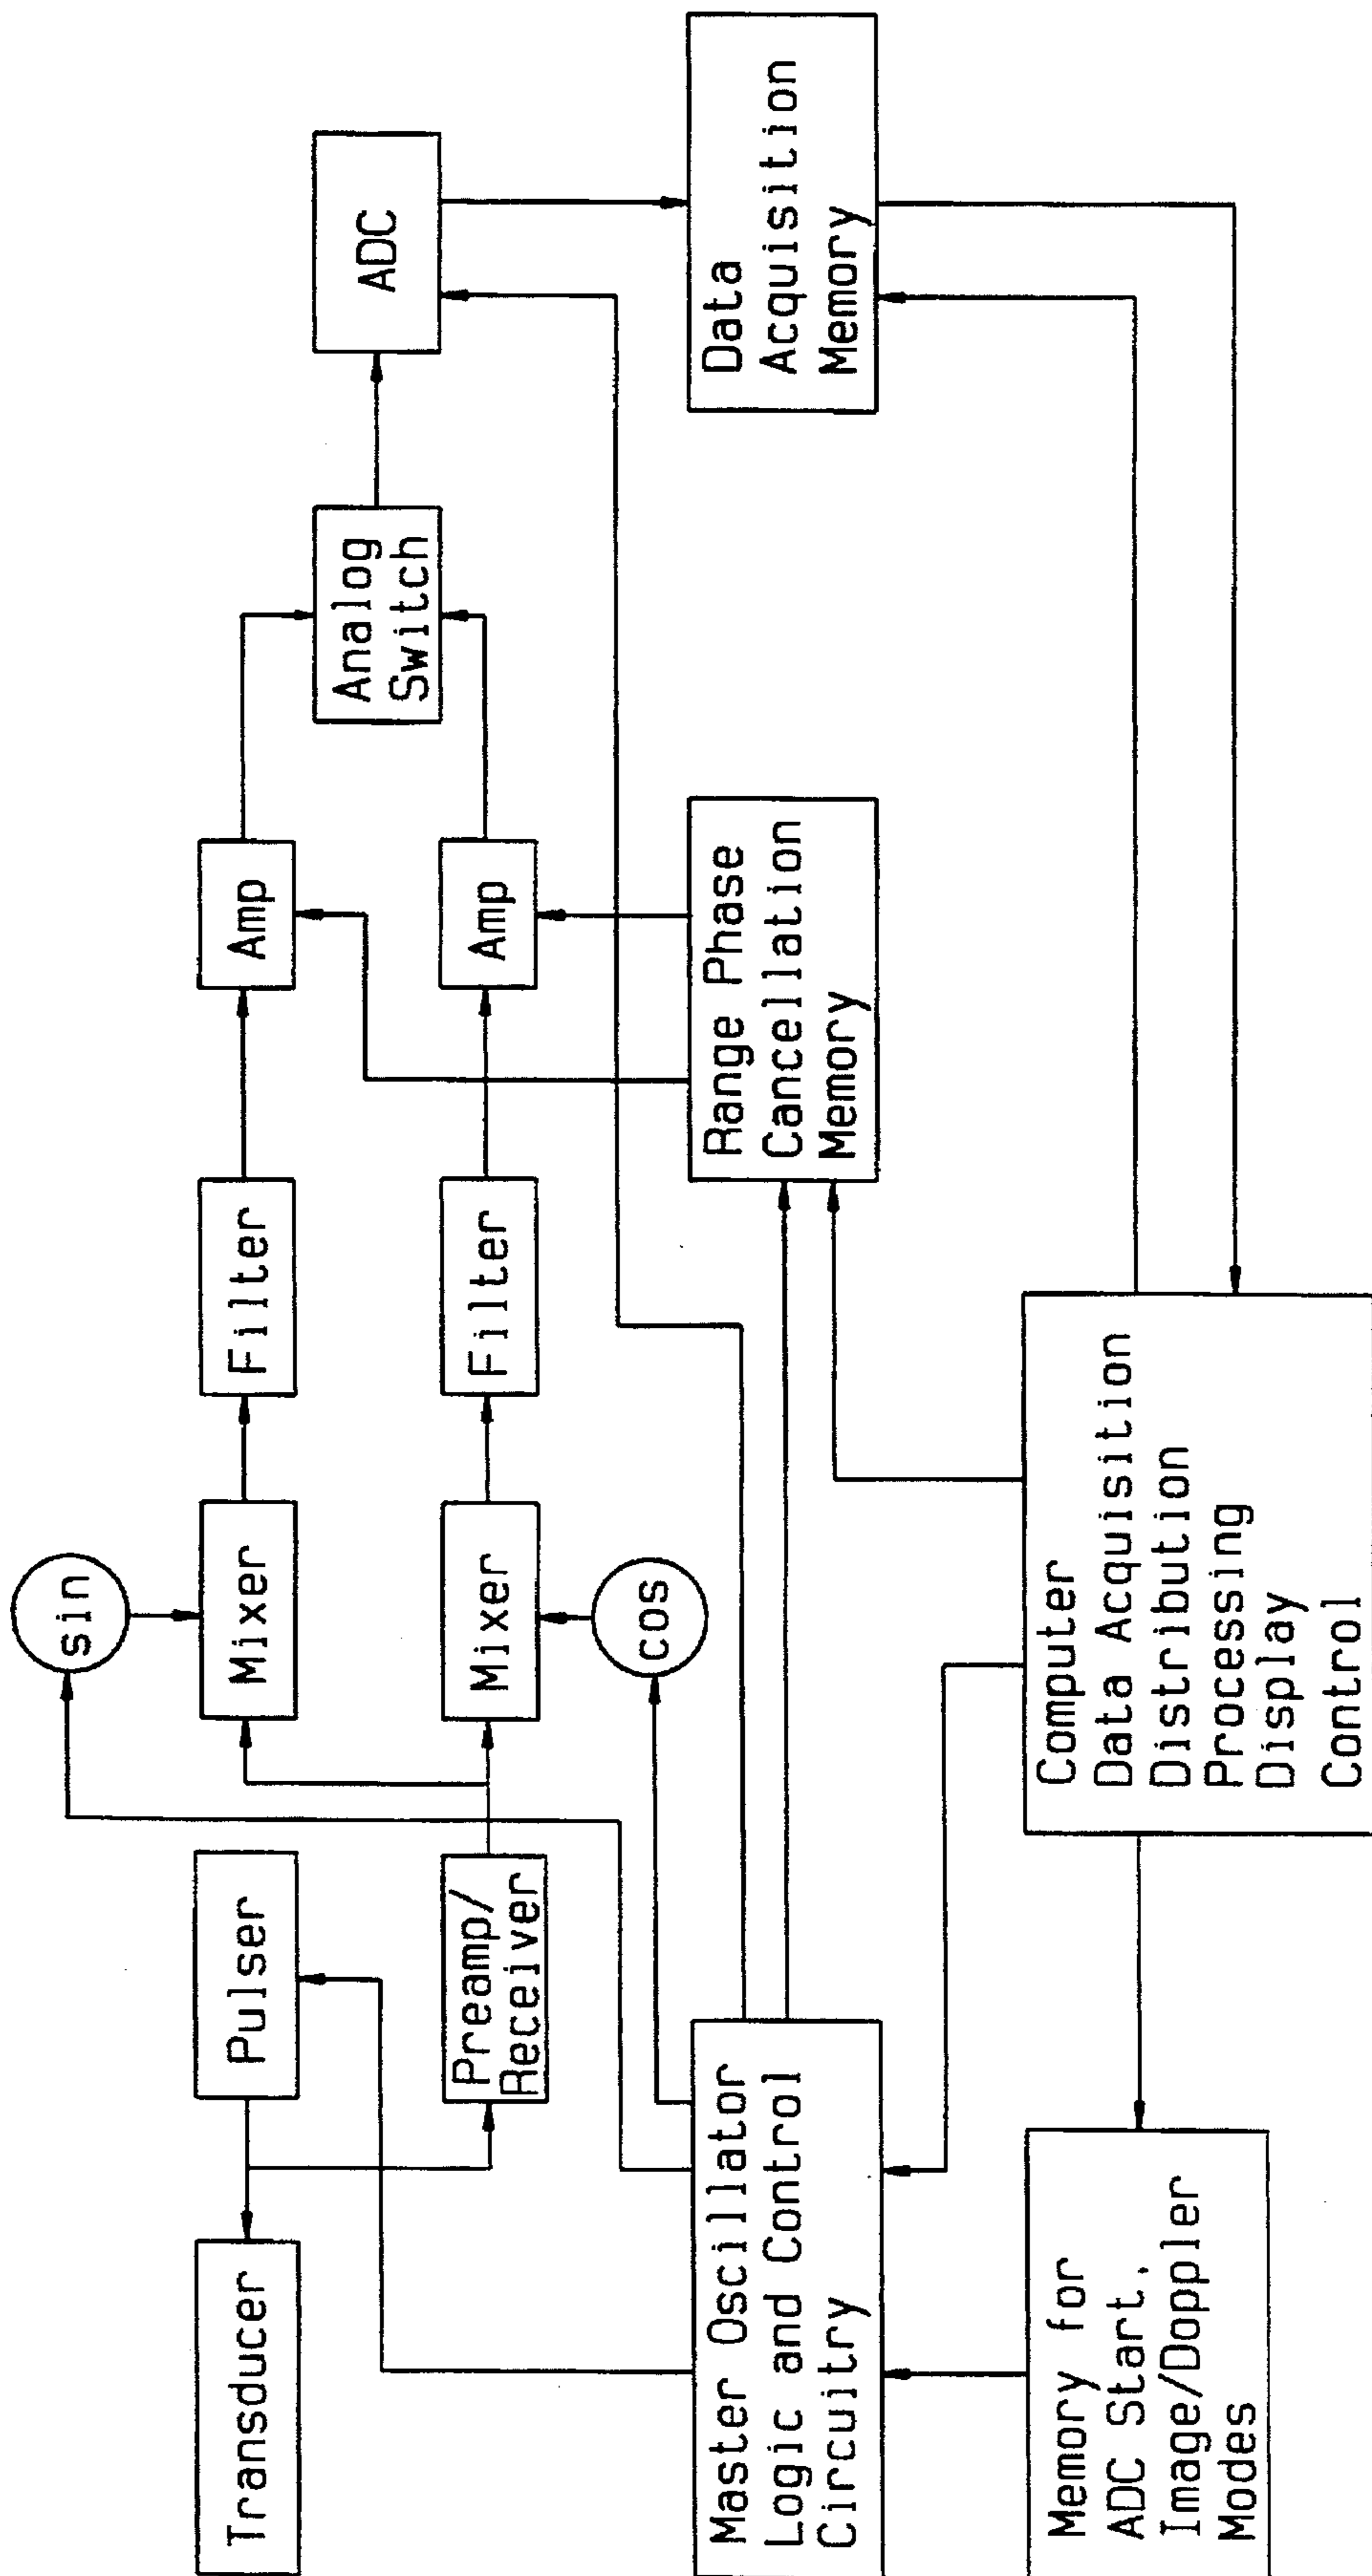 Transducer
Pulser
sin
Mixer
Filter
Amp
Analog
Switch
ADC
Preamp/
Receiver
Mixer
Filter
Amp
cos
Master Oscillator
Logic and Control
Circuitry
Range Phase
Cancellation
Memory
Data
Acquisition
Memory
Memory for
ADC Start,
Image/Doppler
Modes
Computer
Data Acquisition
Distribution
Processing
Display
Control